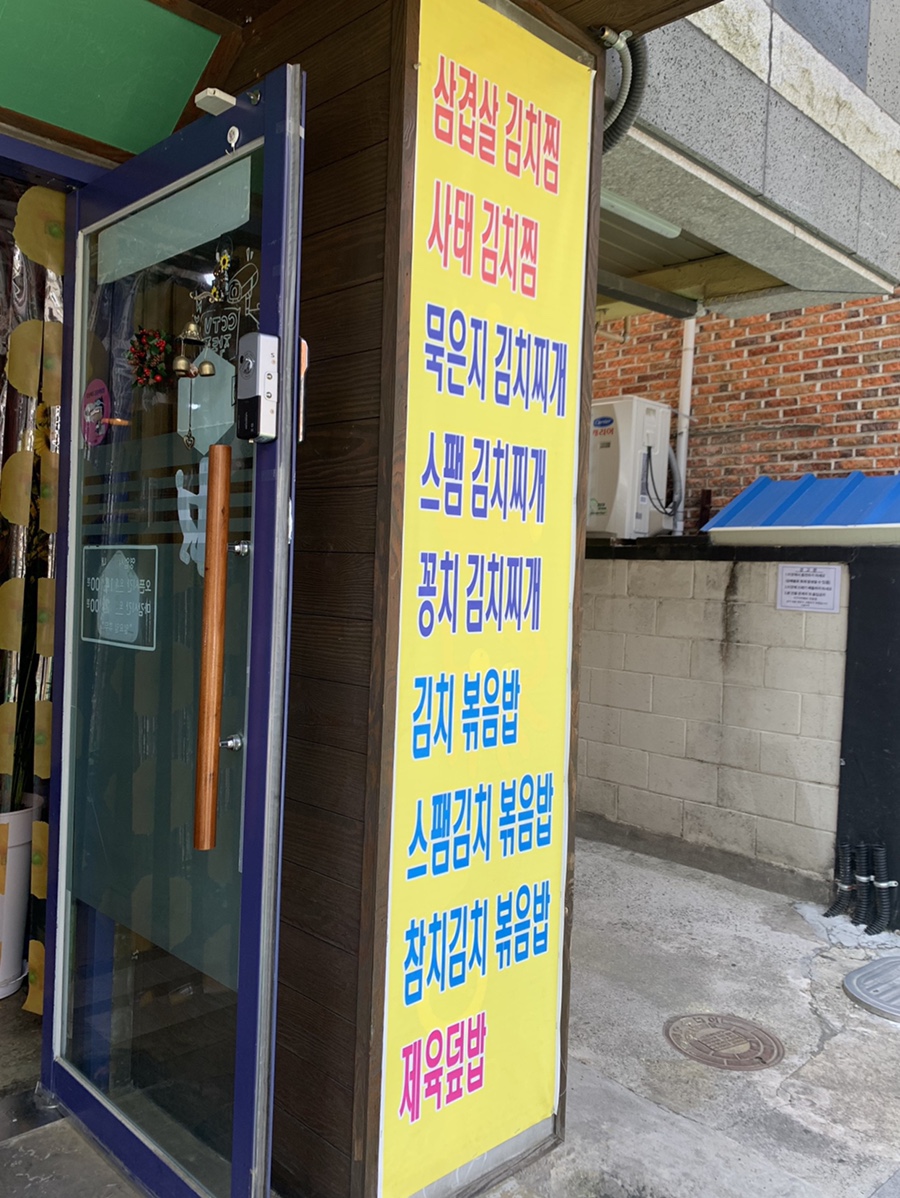 삼겹살 김치찜
사태 김치찜
묵은지 김치찌개
스팸 김치찌개
꽁치 김치찌개
김치 볶음밥
스팸김치 볶음밥
참치김치 볶음밥
제육덮밥
CCTV